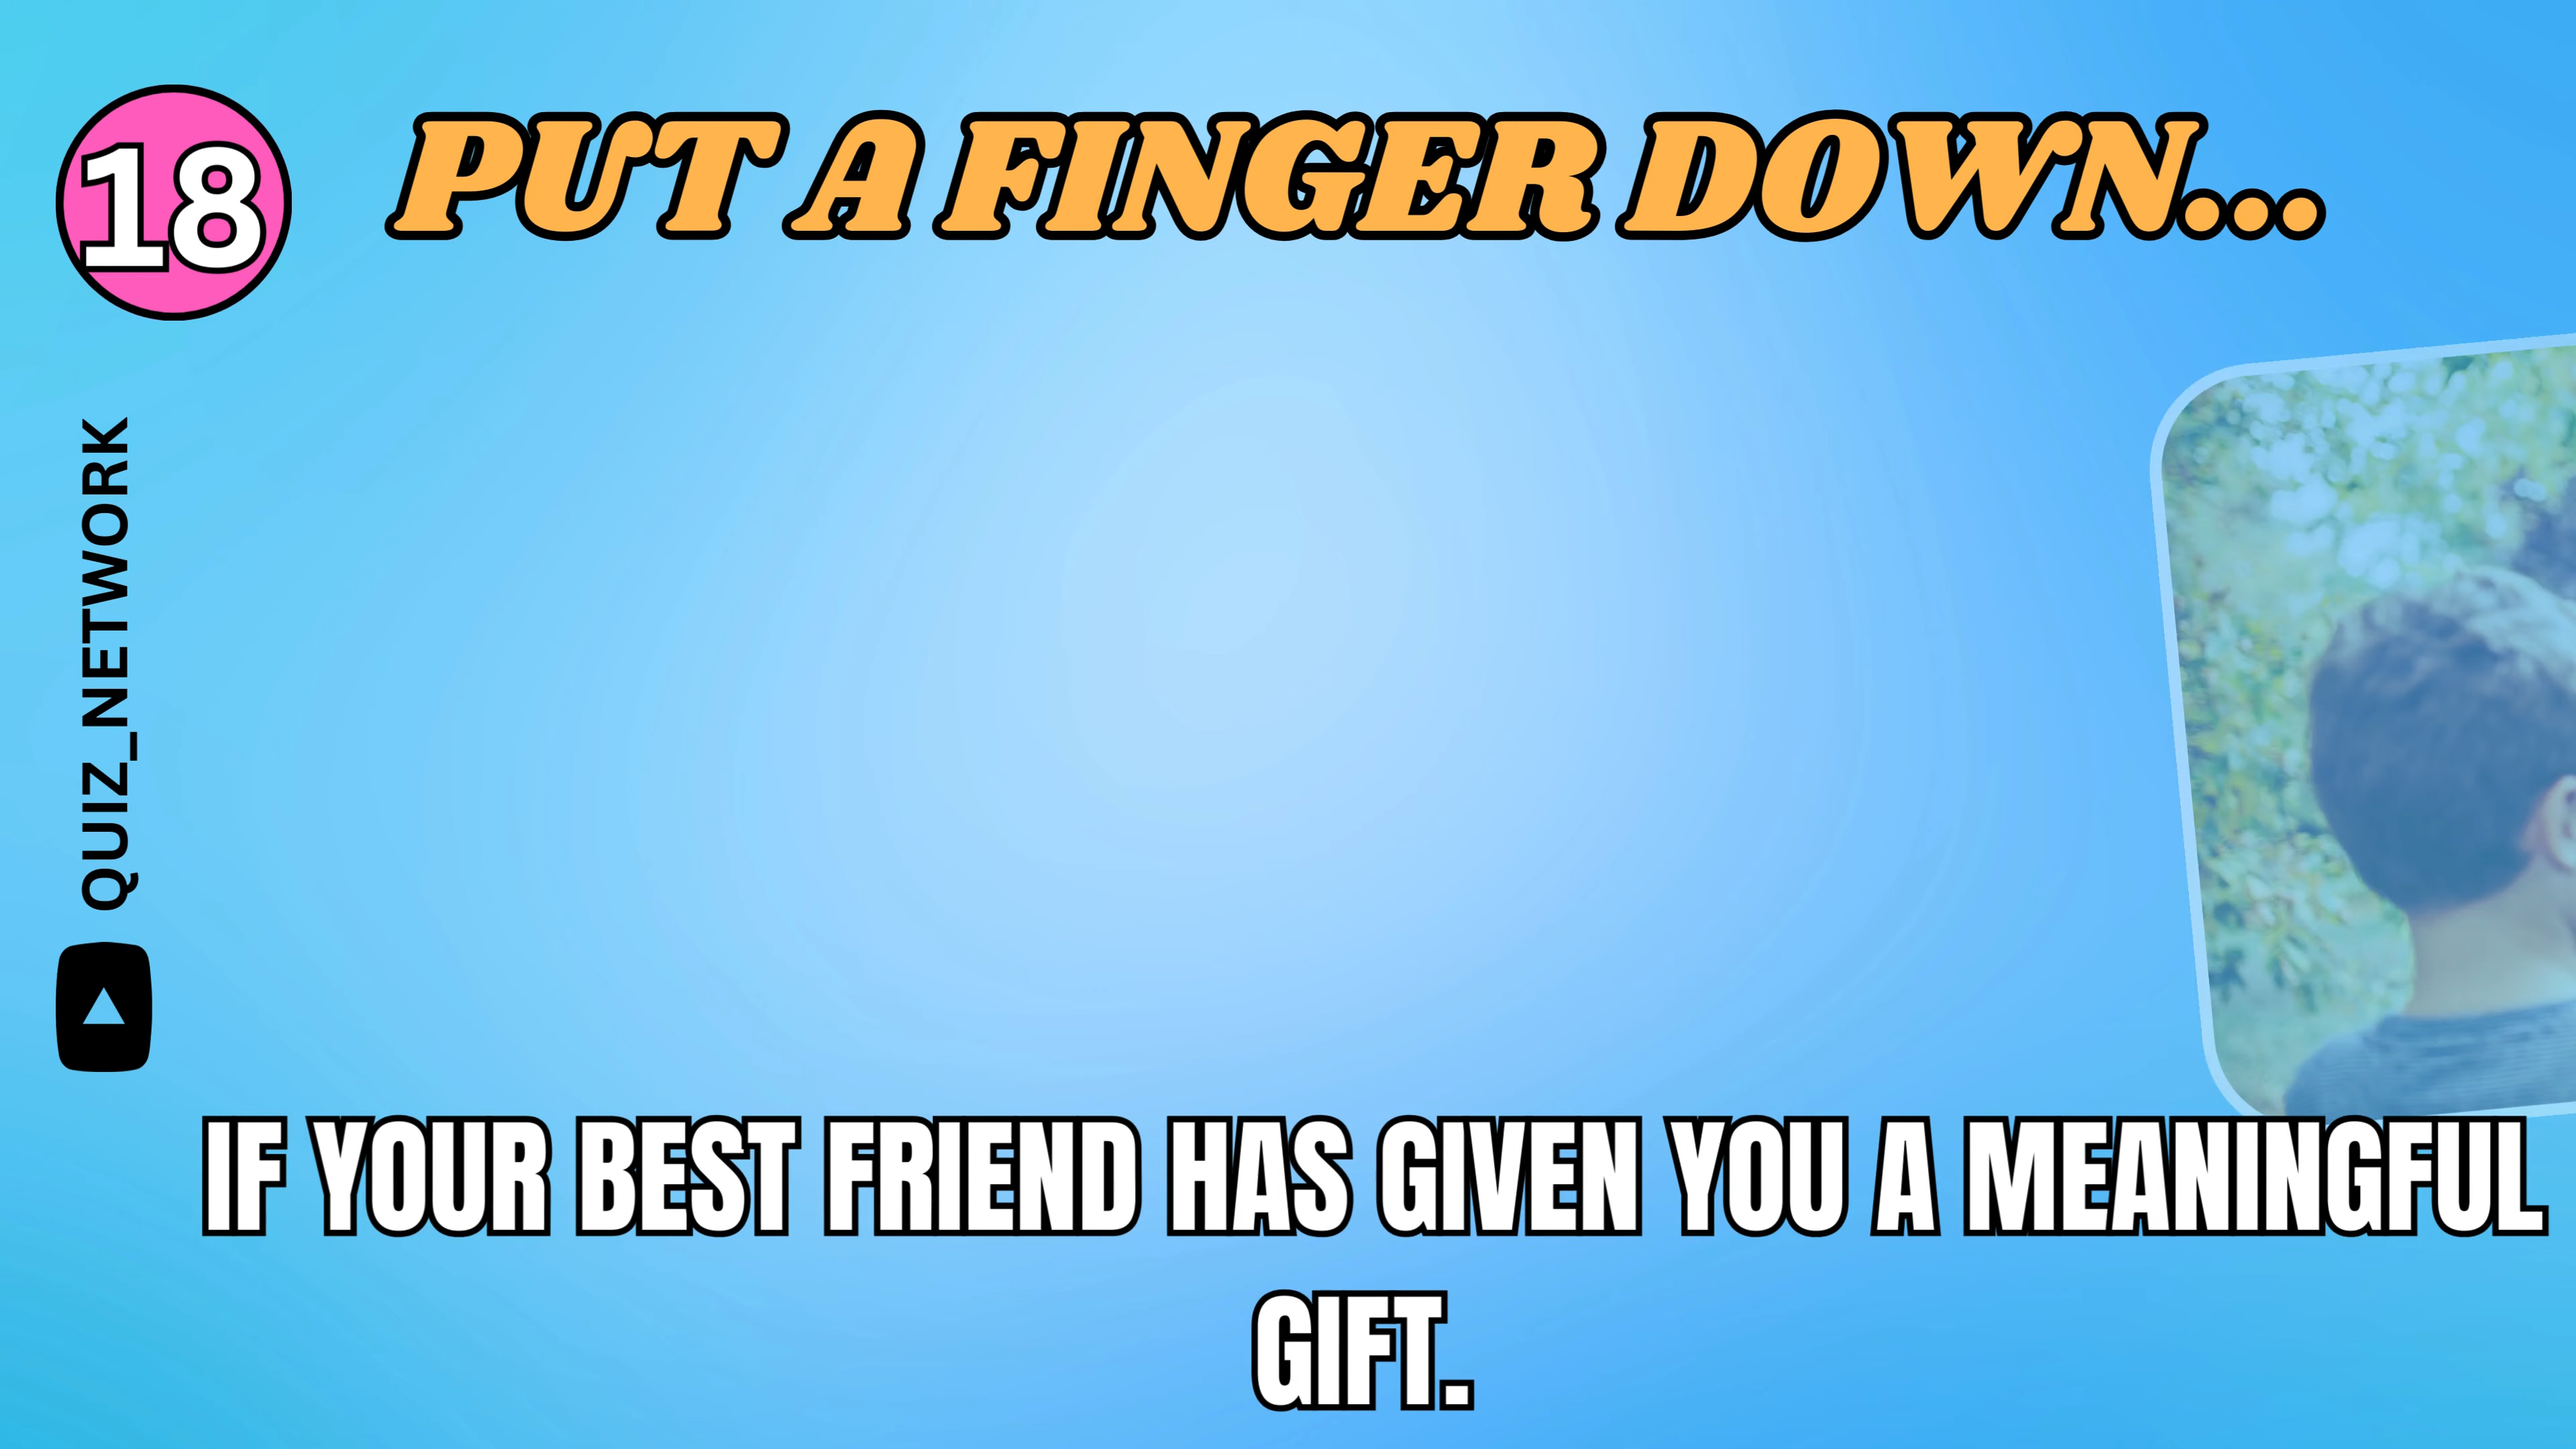 18
PUT A FINGER DOWN...
QUIZ_NETWORK
IF YOUR BEST FRIEND HAS GIVEN YOU A MEANINGFUL
GIFT.